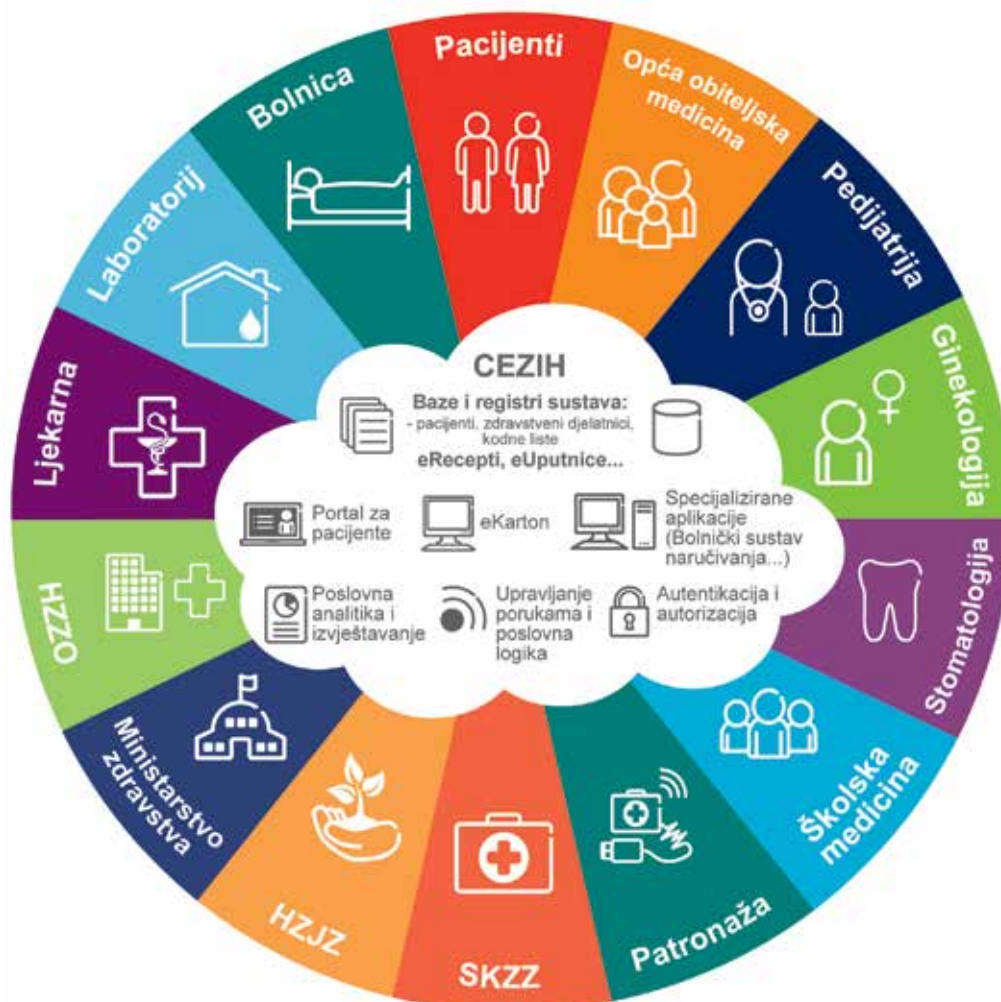 Pacijenti
Opća obiteljska
medicina
Pedijatrija
Ginekologija
Stomatologija
Školska
medicina
Patronaža
SKZZ
HZJZ
Ministarstvo
zdravstva
OZZH
Ljekarna
Laboratorij
Bolnica
CEZIH
Baze i registri sustava:
- pacijenti, zdravstveni djelatnici,
kodne liste
eRecepti, eUputnice...
Portal za
pacijente
eKarton
Specijalizirane
aplikacije
(Bolnički sustav
naručivanja...)
Poslovna
analitika i
izvještavanje
Upravljanje
porukama i
poslovna
logika
Autentikacija i
autorizacija